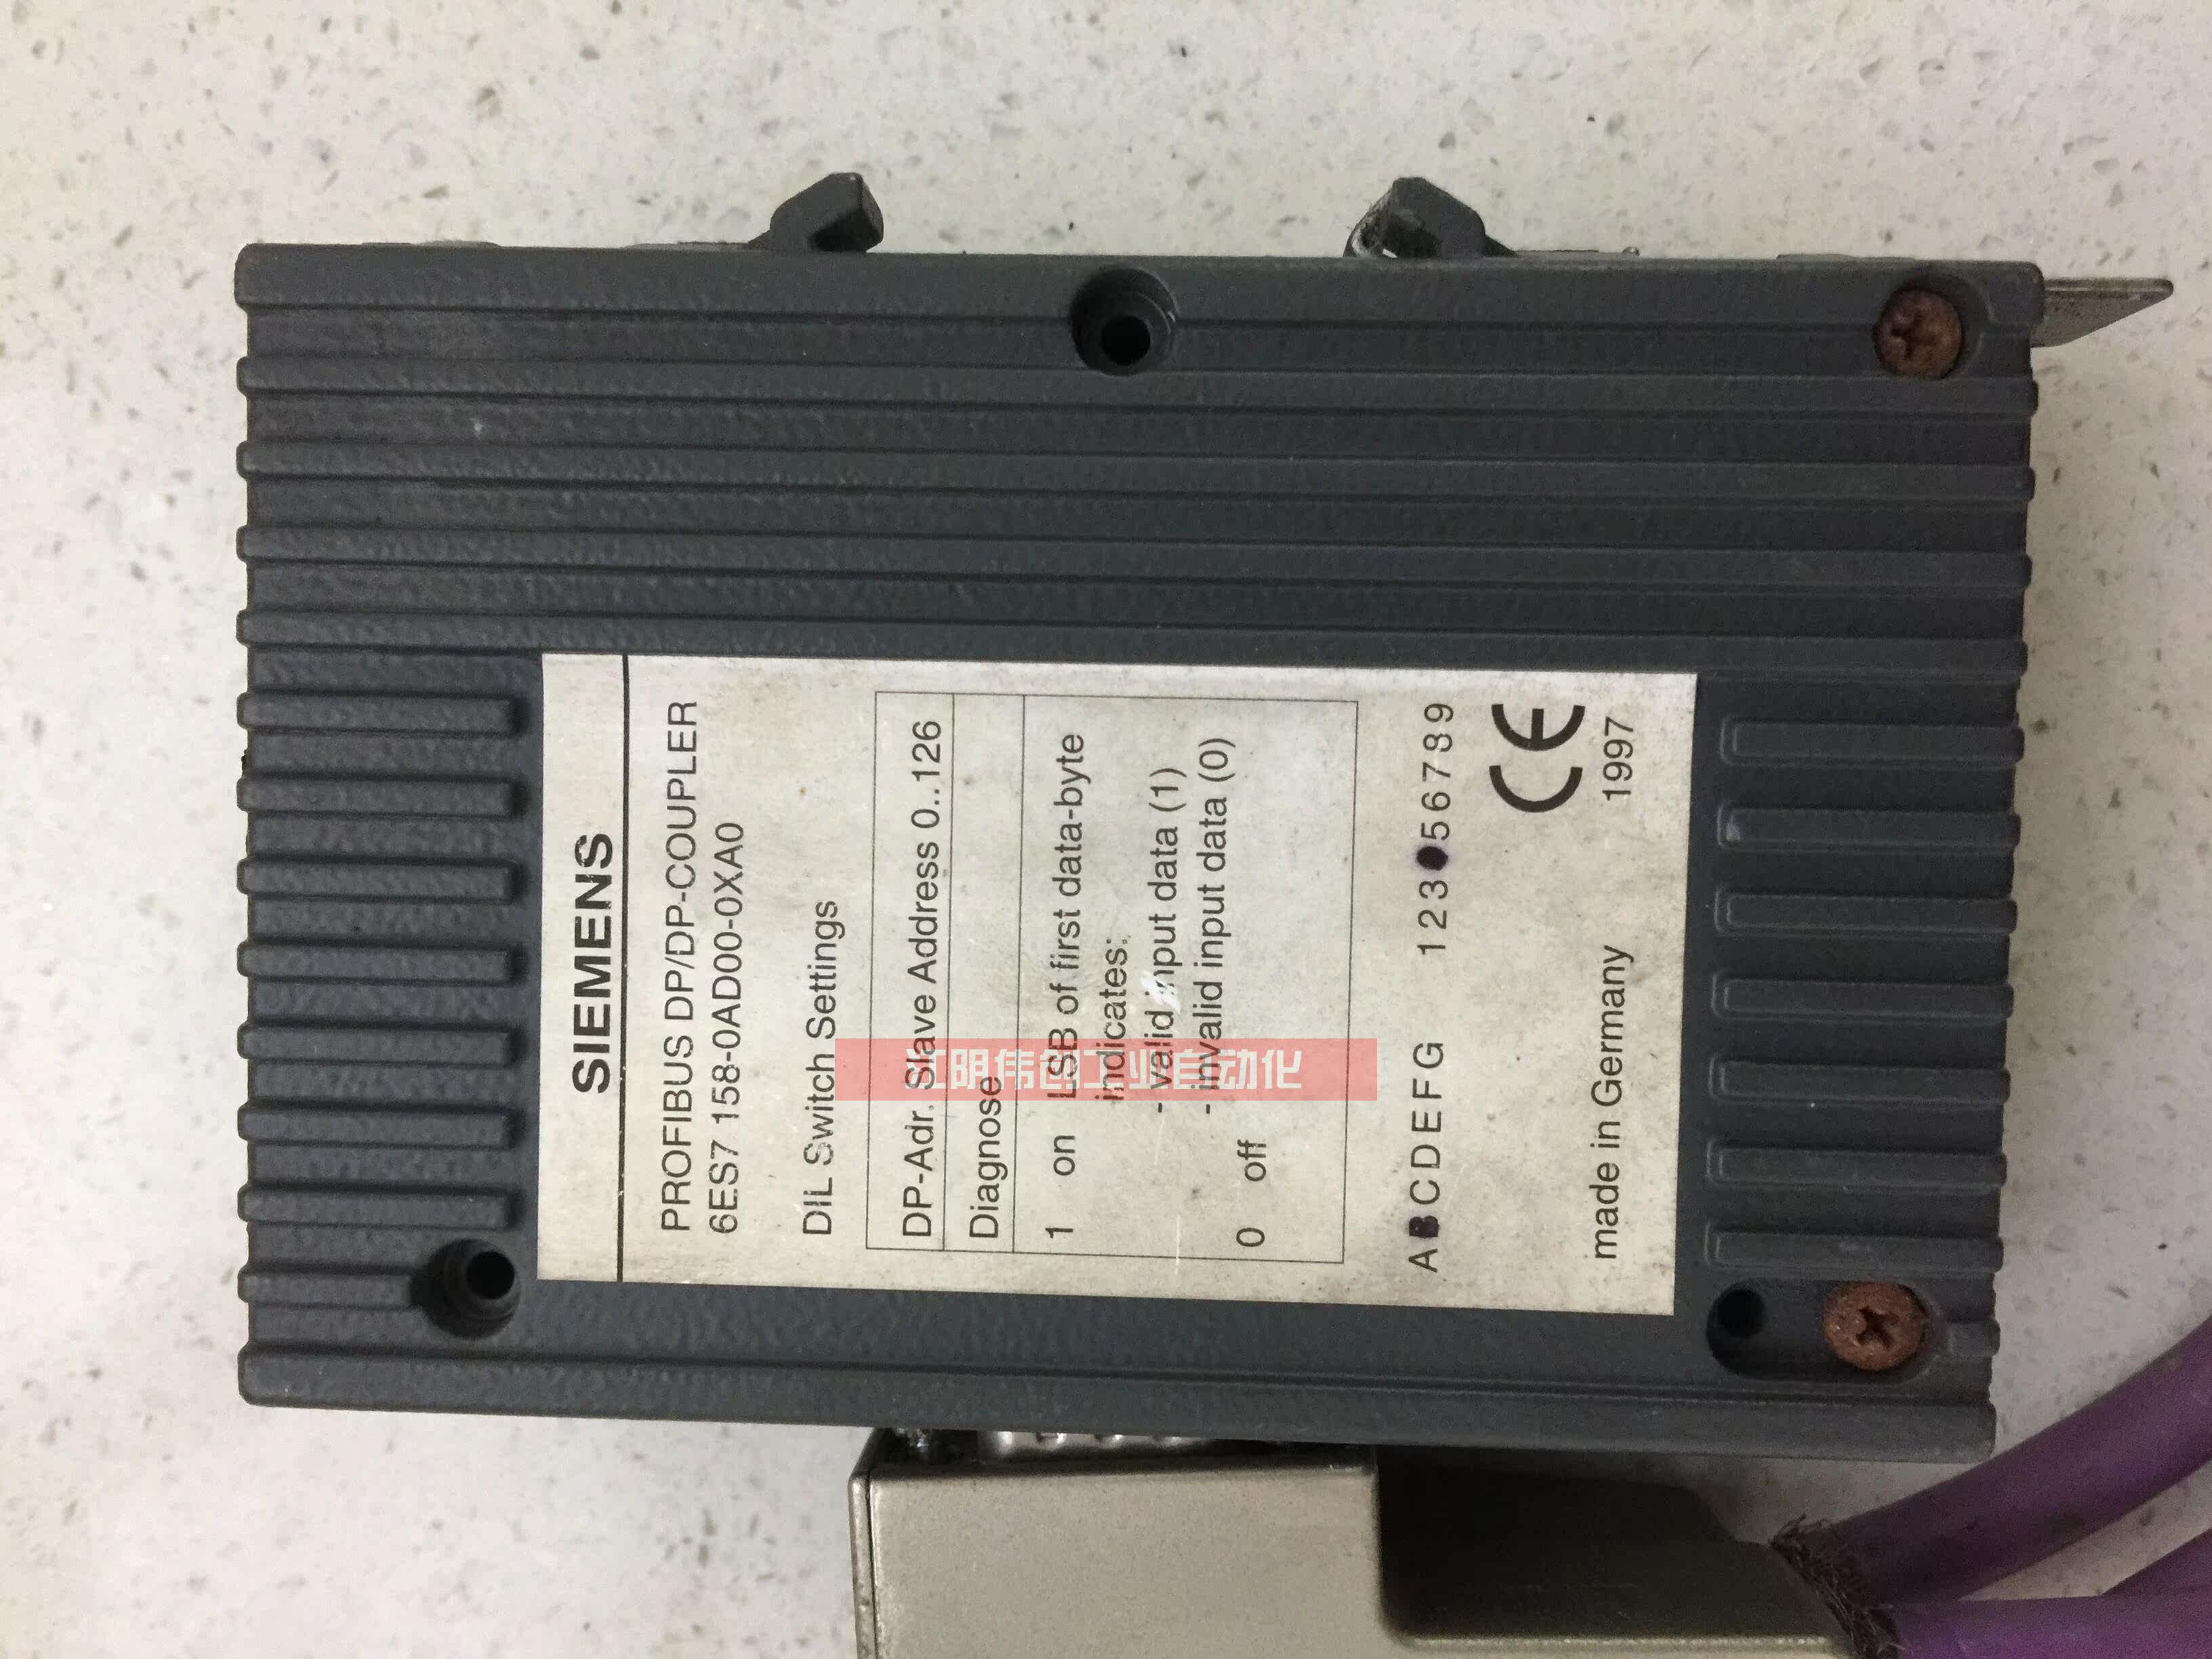 SIEMENS
PROFIBUS DP/DP-COUPLER
6ES7 158-0AD00-0XA0
DIL Switch Settings
DP-Adr. Slave Address 0..126
Diagnose
1 on LSB of first data-byte
indicates:
- valid input data (1)
- invalid input data (0)
0 off
A B C D E F G 1 2 3 5 6 7 8 9
CE
made in Germany 1997
明伟创工业自动化